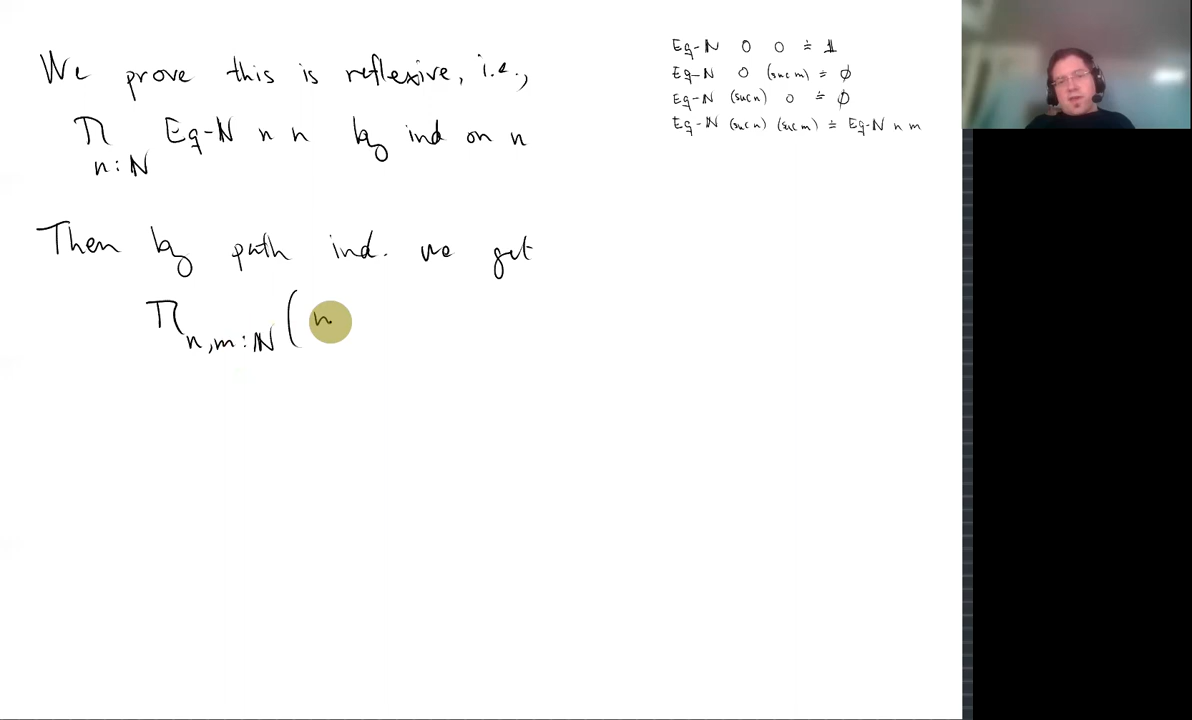 We prove this is reflexive, i.e.,
Π Eq-ℕ n n by ind on n
n:ℕ
Then by path ind. we get
Π n,m:ℕ ( n
Eq-ℕ 0 0 ≐ 𝟙
Eq-ℕ 0 (suc m) ≐ ∅
Eq-ℕ (suc n) 0 ≐ ∅
Eq-ℕ (suc n) (suc m) ≐ Eq-ℕ n m